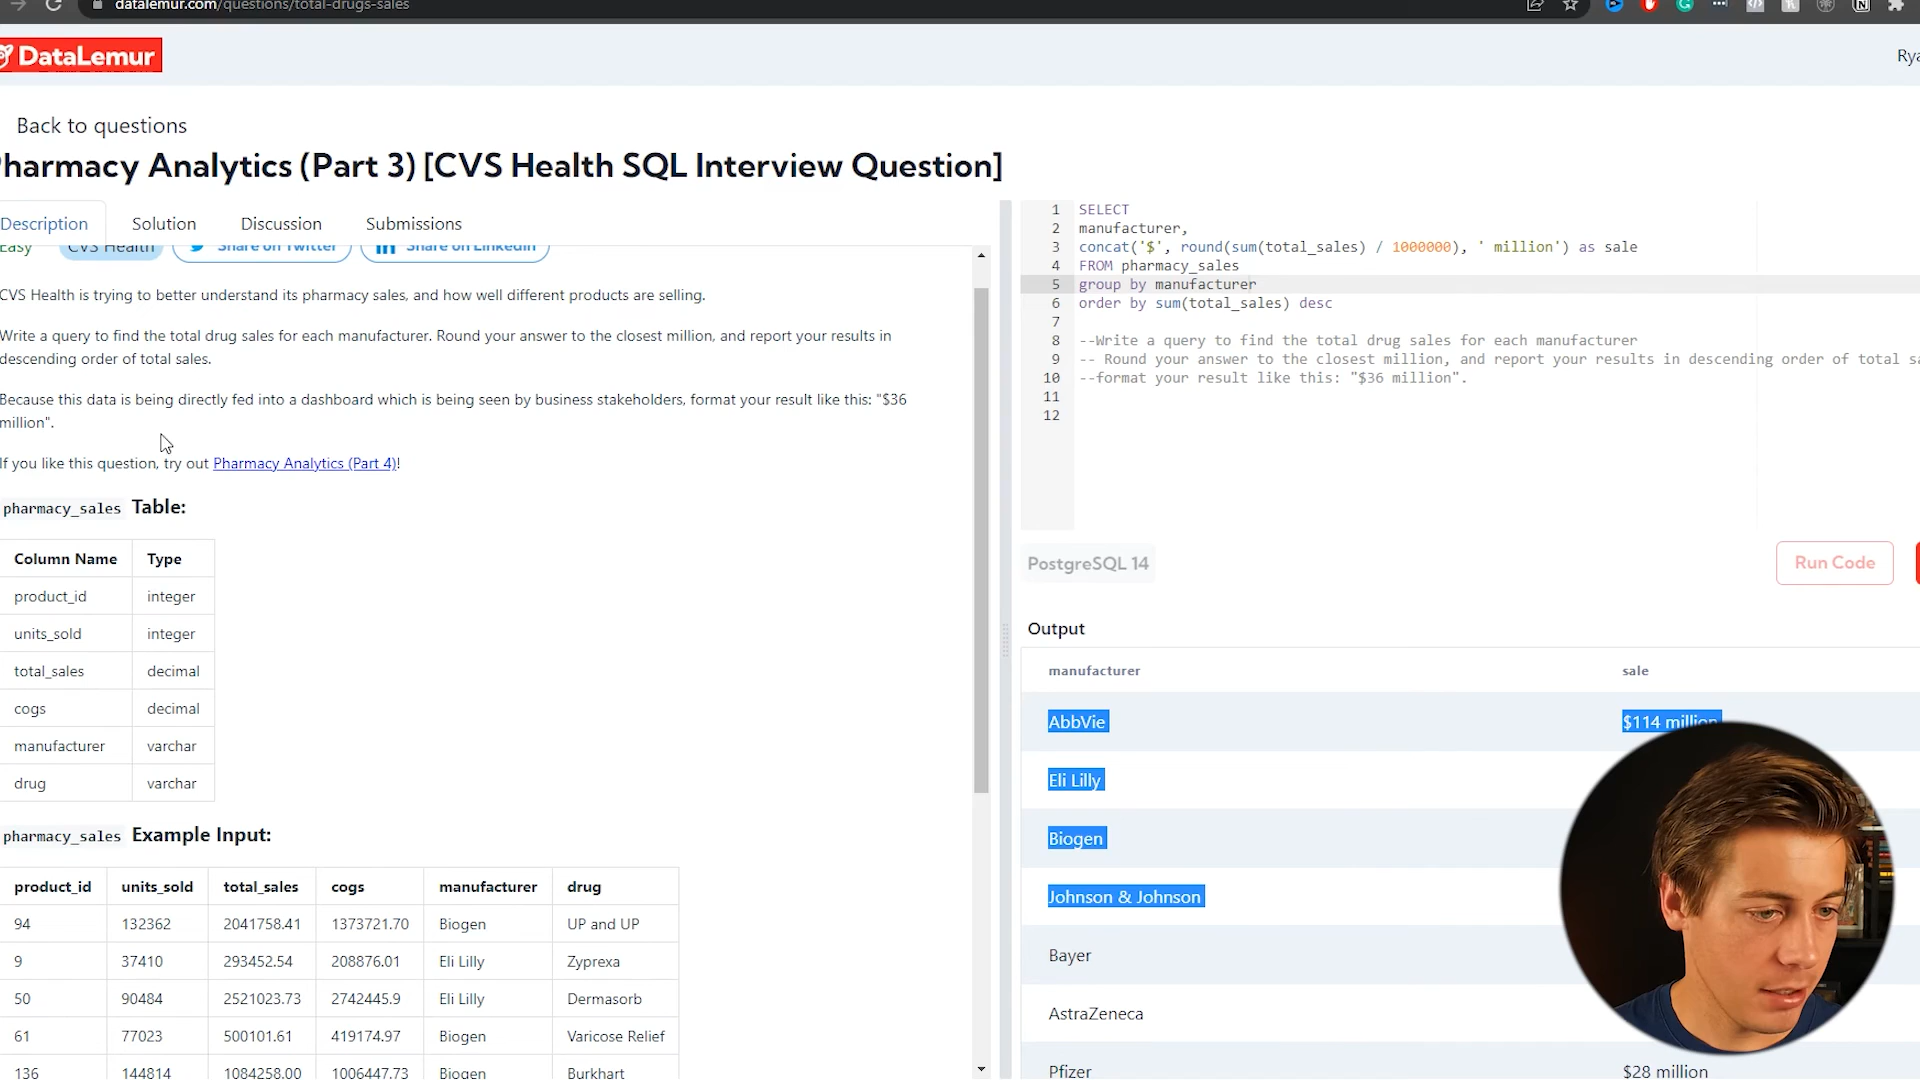 datalemur.com/questions/total-drugs-sales
DataLemur
Back to questions
Pharmacy Analytics (Part 3) [CVS Health SQL Interview Question]
Description Solution Discussion Submissions
Easy CVS Health Share on Twitter Share on LinkedIn
CVS Health is trying to better understand its pharmacy sales, and how well different products are selling.
Write a query to find the total drug sales for each manufacturer. Round your answer to the closest million, and report your results in
descending order of total sales.
Because this data is being directly fed into a dashboard which is being seen by business stakeholders, format your result like this: "$36
million".
If you like this question, try out Pharmacy Analytics (Part 4)!
pharmacy_sales Table:
Column Name Type
product_id integer
units_sold integer
total_sales decimal
cogs decimal
manufacturer varchar
drug varchar
pharmacy_sales Example Input:
product_id units_sold total_sales cogs manufacturer drug
94 132362 2041758.41 1373721.70 Biogen UP and UP
9 37410 293452.54 208876.01 Eli Lilly Zyprexa
50 90484 2521023.73 2742445.9 Eli Lilly Dermasorb
61 77023 500101.61 419174.97 Biogen Varicose Relief
136 144814 1084258.00 1006447.73 Biogen Burkhart
1 SELECT
2 manufacturer,
3 concat('$', round(sum(total_sales) / 1000000), ' million') as sale
4 FROM pharmacy_sales
5 group by manufacturer
6 order by sum(total_sales) desc
7
8 --Write a query to find the total drug sales for each manufacturer
9 -- Round your answer to the closest million, and report your results in descending order of total sa
10 --format your result like this: "$36 million".
11
12
PostgreSQL 14
Run Code
Output
manufacturer sale
AbbVie $114 million
Eli Lilly
Biogen
Johnson & Johnson
Bayer
AstraZeneca
Pfizer $28 million